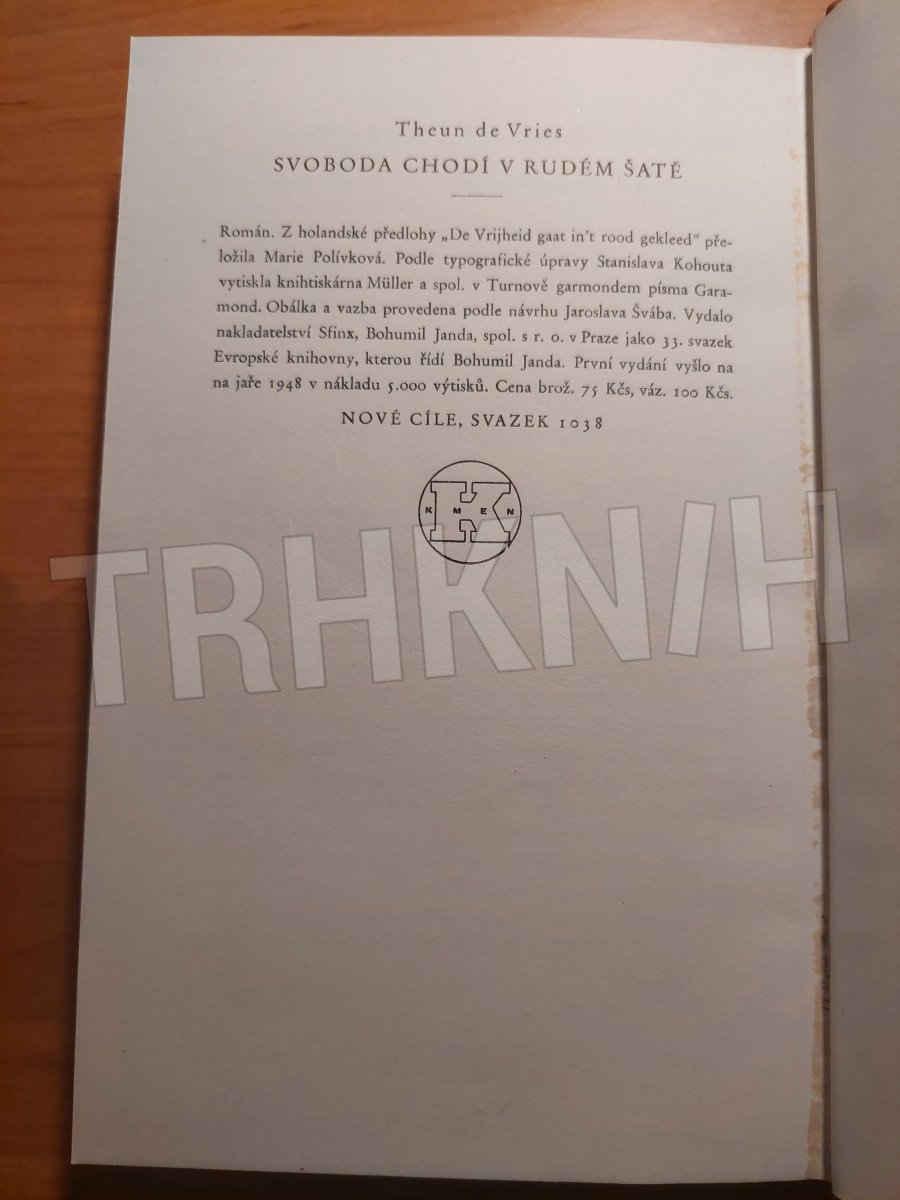 Theun de Vries
SVOBODA CHODÍ V RUDÉM ŠATĚ
Román. Z holandské předlohy „De Vrijheid gaat in't rood gekleed“ pře-
ložila Marie Polívková. Podle typografické úpravy Stanislava Kohouta
vytiskla knihtiskárna Müller a spol. v Turnově garmondem písma Gara-
mond. Obálka a vazba provedena podle návrhu Jaroslava Švába. Vydalo
nakladatelství Sfinx, Bohumil Janda, spol. s r. o. v Praze jako 33. svazek
Evropské knihovny, kterou řídí Bohumil Janda. První vydání vyšlo na
na jaře 1948 v nákladu 5.000 výtisků. Cena brož. 75 Kčs, váz. 100 Kčs.
NOVÉ CÍLE, SVAZEK 1038
K M E N
K
TRHKNIH